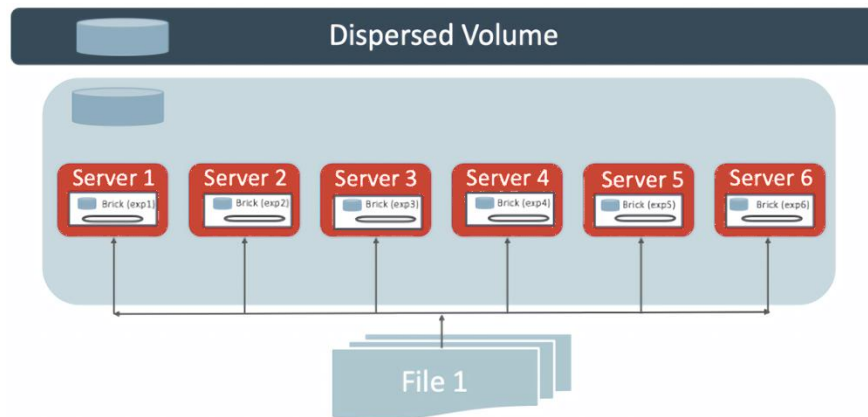 Dispersed Volume
Server 1
Brick (exp1)
Server 2
Brick (exp2)
Server 3
Brick (exp3)
Server 4
Brick (exp4)
Server 5
Brick (exp5)
Server 6
Brick (exp6)
File 1